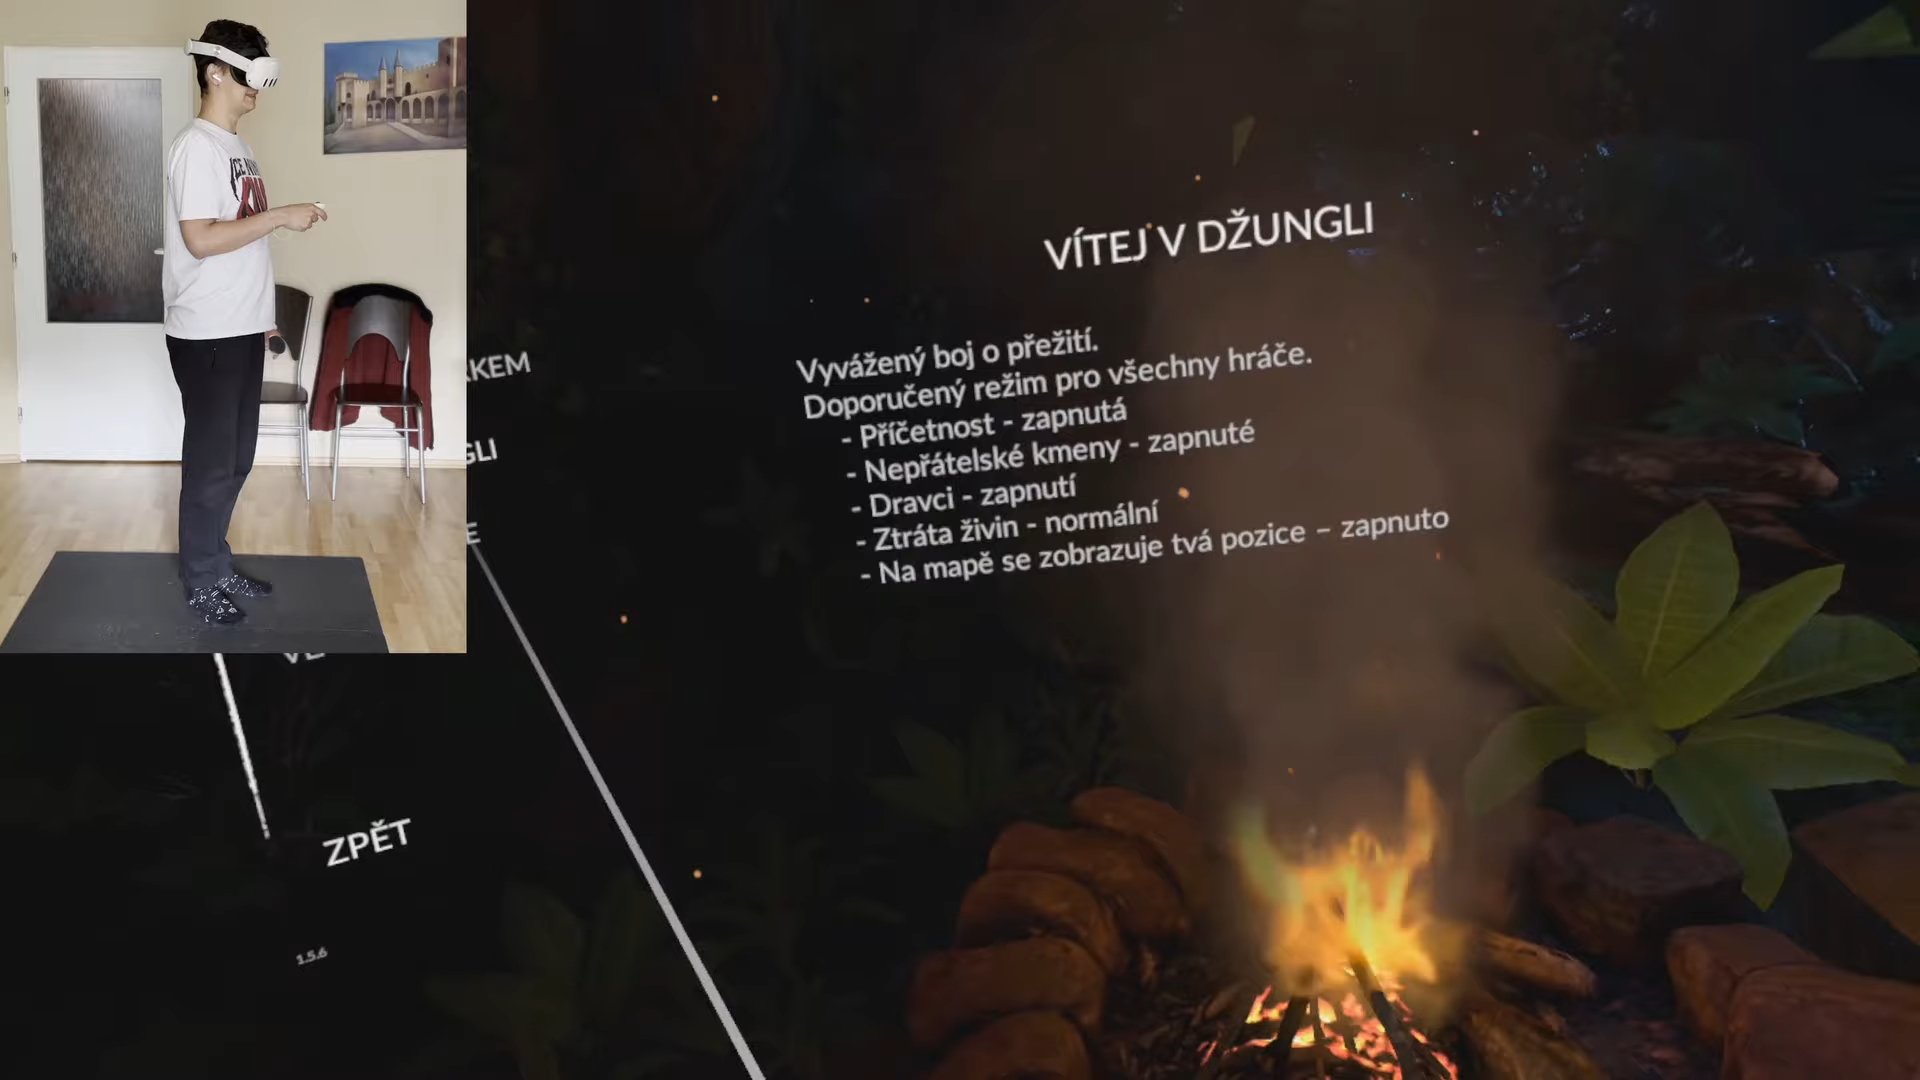 VÍTEJ V DŽUNGLI
Vyvážený boj o přežití.
Doporučený režim pro všechny hráče.
- Příčetnost - zapnutá
- Nepřátelské kmeny - zapnuté
- Dravci - zapnutí
- Ztráta živin - normální
- Na mapě se zobrazuje tvá pozice – zapnuto
ZPĚT
1.5.6